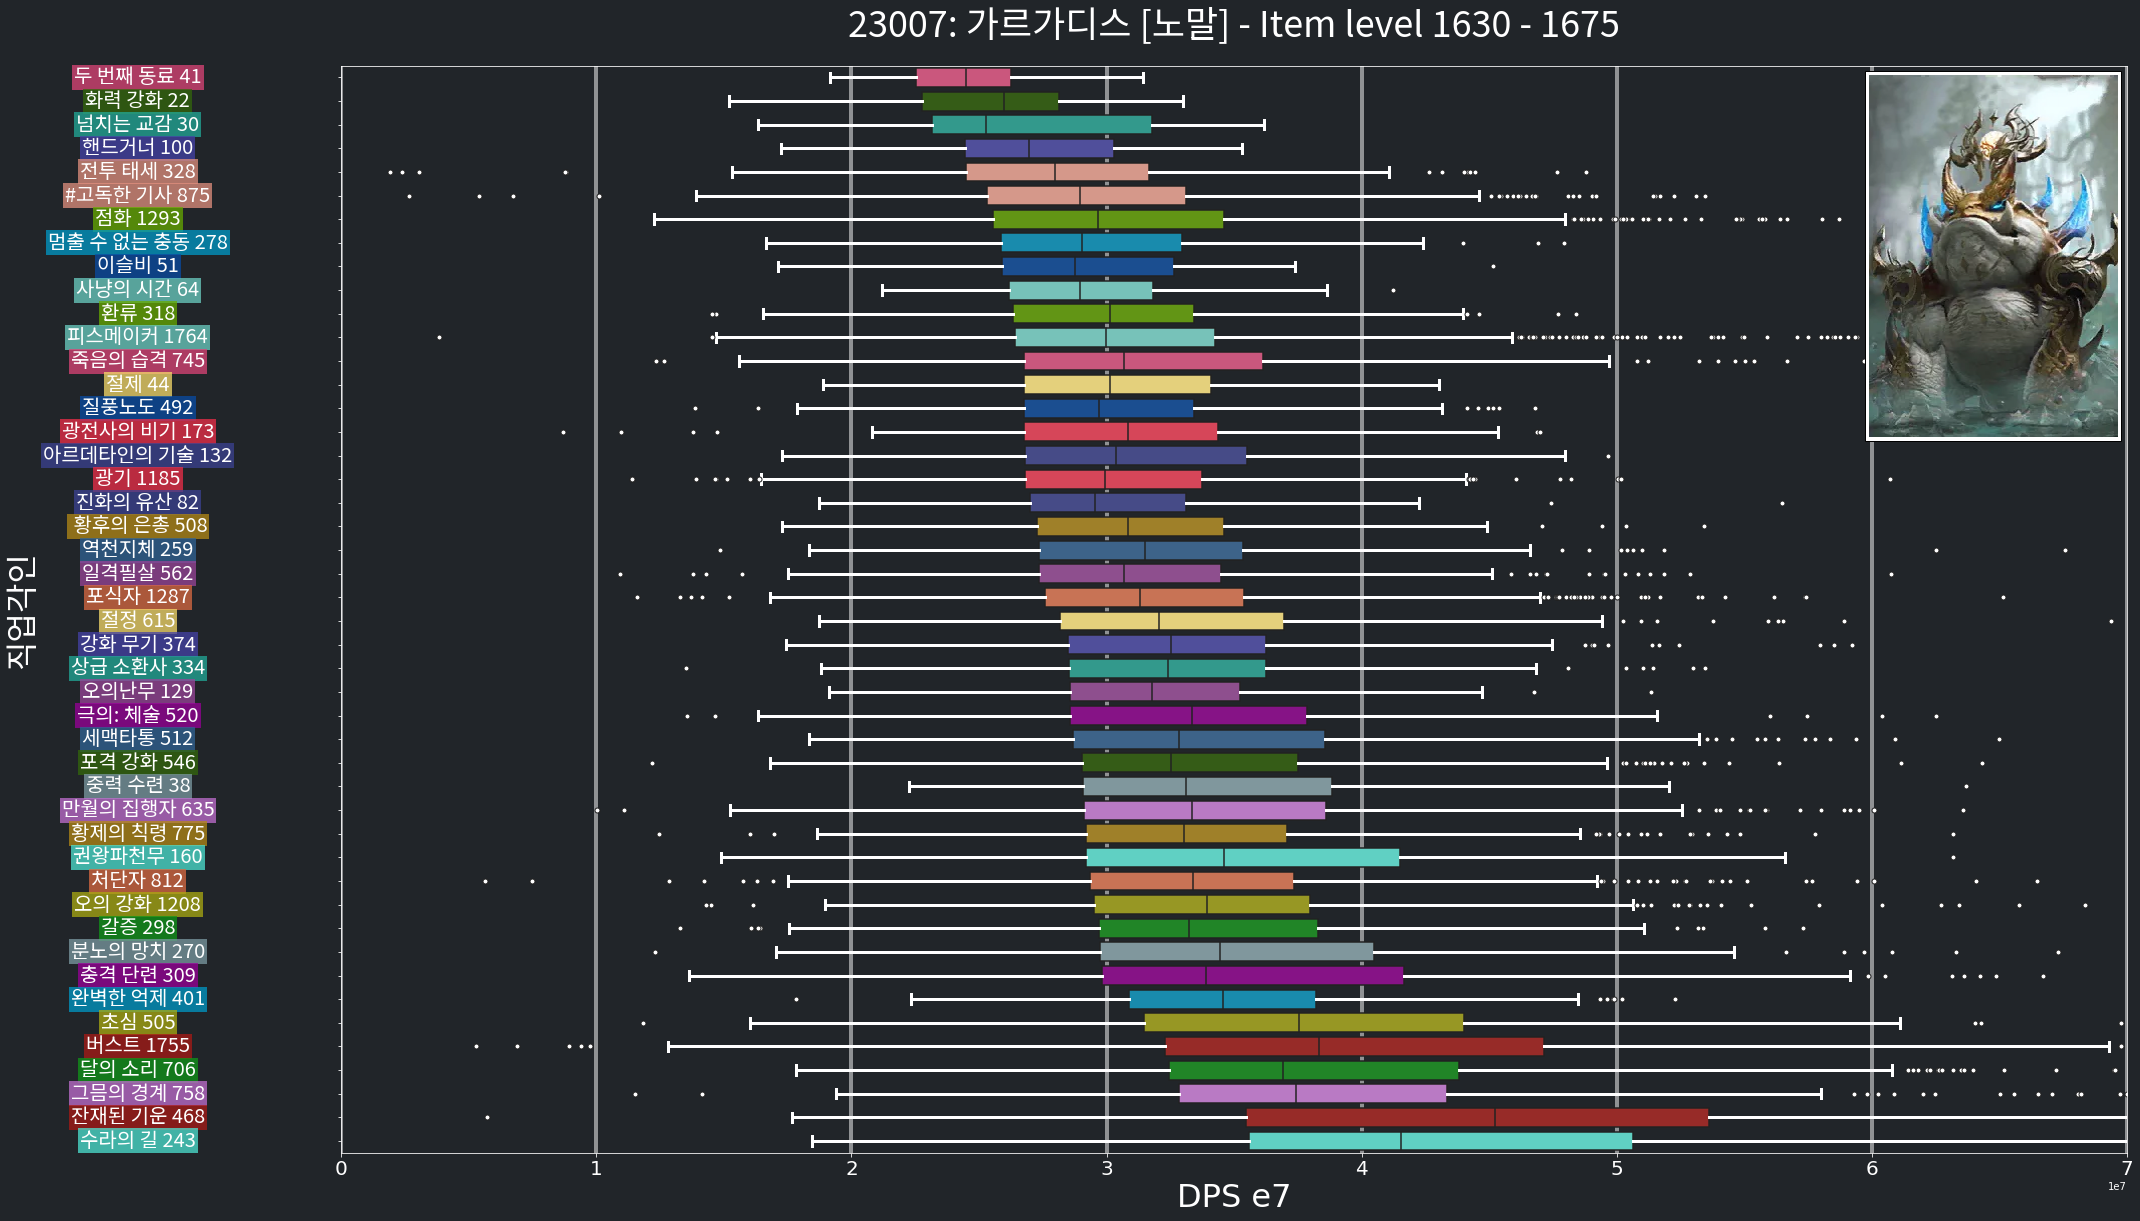 23007: 가르가디스 [노말] - Item level 1630 - 1675
두 번째 동료 41
화력 강화 22
넘치는 교감 30
핸드거너 100
전투 태세 328
#고독한 기사 875
점화 1293
멈출 수 없는 충동 278
이슬비 51
사냥의 시간 64
환류 318
피스메이커 1764
죽음의 습격 745
절제 44
질풍노도 492
광전사의 비기 173
아르데타인의 기술 132
광기 1185
진화의 유산 82
황후의 은총 508
역천지체 259
일격필살 562
포식자 1287
절정 615
강화 무기 374
상급 소환사 334
오의난무 129
극의: 체술 520
세맥타통 512
포격 강화 546
중력 수련 38
만월의 집행자 635
황제의 칙령 775
권왕파천무 160
처단자 812
오의 강화 1208
갈증 298
분노의 망치 270
충격 단련 309
완벽한 억제 401
초심 505
버스트 1755
달의 소리 706
그믐의 경계 758
잔재된 기운 468
수라의 길 243
직업각인
0 1 2 3 4 5 6 7
1e7
DPS e7